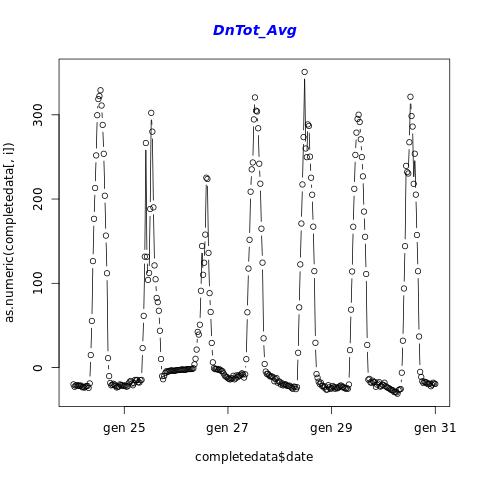 DnTot_Avg
as.numeric(completedata[, i])
300
200
100
0
gen 25
gen 27
gen 29
gen 31
completedata$date